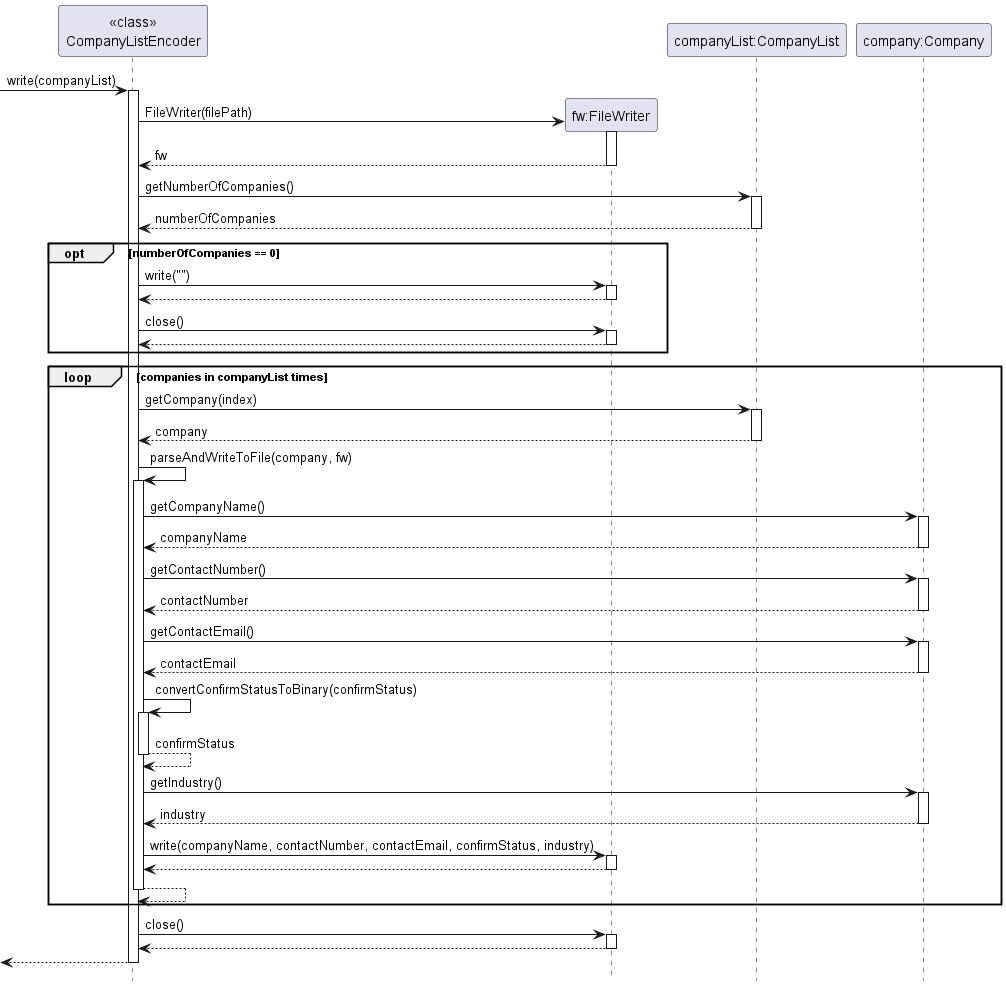 «class»
CompanyListEncoder
companyList:CompanyList
company:Company
write(companyList)
FileWriter(filePath)
fw:FileWriter
fw
getNumberOfCompanies()
numberOfCompanies
opt
[numberOfCompanies == 0]
write("")
close()
loop
[companies in companyList times]
getCompany(index)
company
parseAndWriteToFile(company, fw)
getCompanyName()
companyName
getContactNumber()
contactNumber
getContactEmail()
contactEmail
convertConfirmStatusToBinary(confirmStatus)
confirmStatus
getIndustry()
industry
write(companyName, contactNumber, contactEmail, confirmStatus, industry)
close()